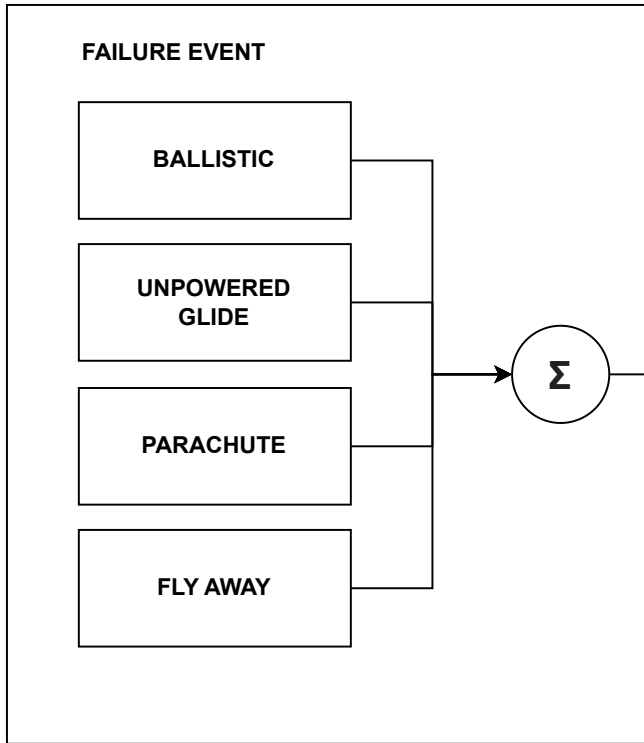 FAILURE EVENT
BALLISTIC
UNPOWERED
GLIDE
PARACHUTE
FLY AWAY
Σ